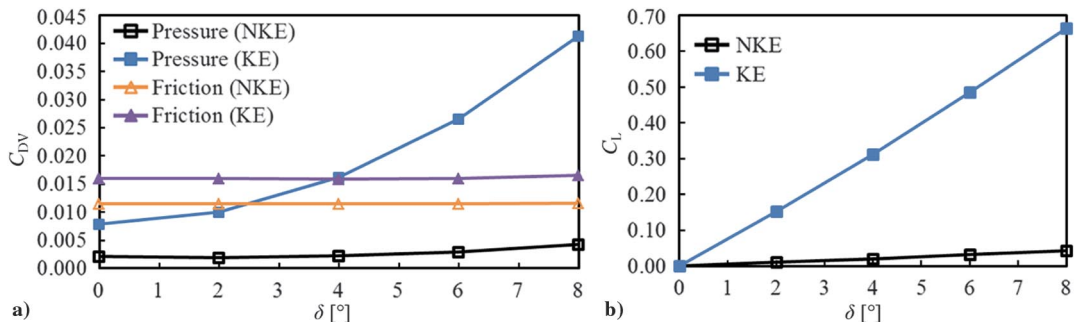 0.045
0.040
0.035
0.030
0.025
0.020
0.015
0.010
0.005
0.000
C_DV
Pressure (NKE)
Pressure (KE)
Friction (NKE)
Friction (KE)
0 1 2 3 4 5 6 7 8
δ [°]
a)
0.70
0.60
0.50
0.40
0.30
0.20
0.10
0.00
C_L
NKE
KE
0 1 2 3 4 5 6 7 8
δ [°]
b)